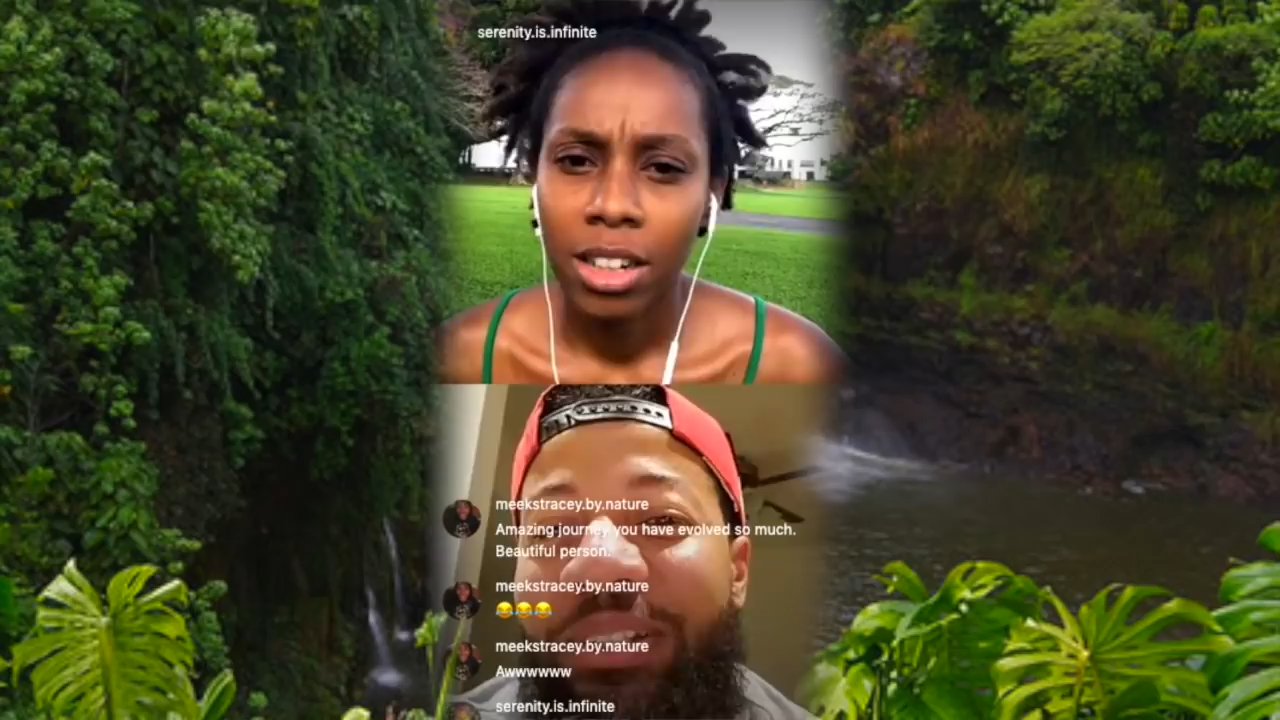 serenity.is.infinite
meekstracey.by.nature
Amazing journey you have evolved so much.
Beautiful person.
meekstracey.by.nature
😂😂😂
meekstracey.by.nature
Awwwwww
serenity.is.infinite